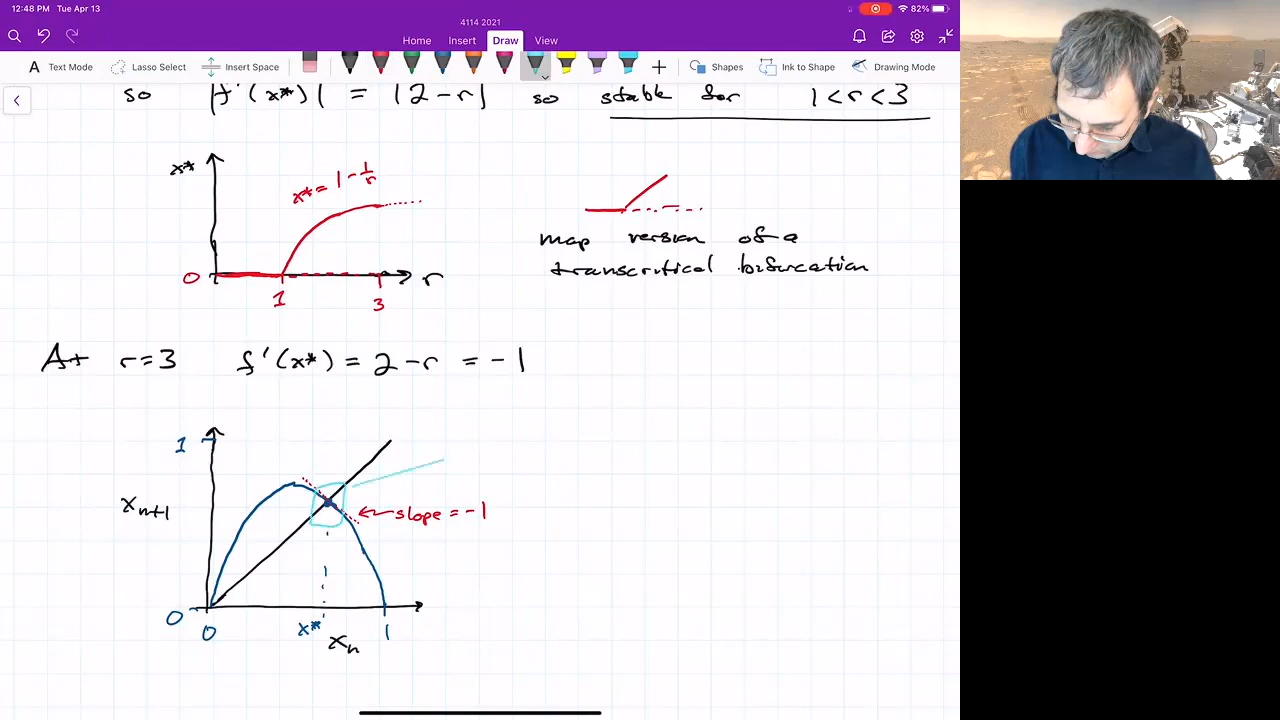 12:48 PM Tue Apr 13
82%
4114 2021
Home Insert Draw View
A Text Mode Lasso Select Insert Space Shapes Ink to Shape Drawing Mode
so |f'(x*)| = |2-r| so stable for 1<r<3
x*
x* = 1 - 1/r
0
r
1
3
map version of a
transcritical bifurcation
At r=3 f'(x*) = 2-r = -1
1
x_{n+1}
slope = -1
0
0
x*
1
x_n